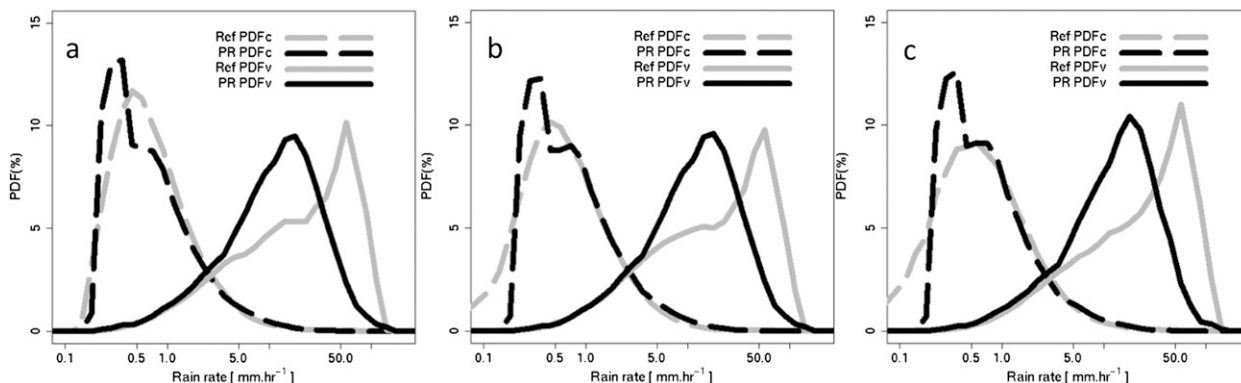 a
15
10
5
0
PDF(%)
Ref PDFc
PR PDFc
Ref PDFv
PR PDFv
0.1 0.5 1.0 5.0 50.0
Rain rate [ mm.hr⁻¹ ]
b
15
10
5
0
PDF(%)
Ref PDFc
PR PDFc
Ref PDFv
PR PDFv
0.1 0.5 1.0 5.0 50.0
Rain rate [ mm.hr⁻¹ ]
c
15
10
5
0
PDF(%)
Ref PDFc
PR PDFc
Ref PDFv
PR PDFv
0.1 0.5 1.0 5.0 50.0
Rain rate [ mm.hr⁻¹ ]